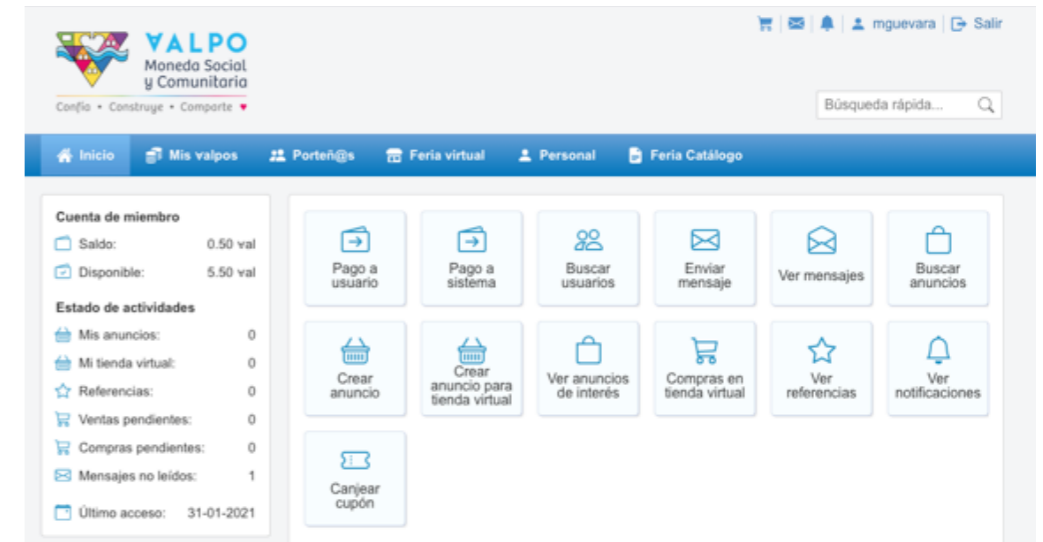 mguevara Salir
VALPO
Moneda Social
y Comunitaria
Confío • Construye • Comparte
Búsqueda rápida...
Inicio Mis valpos Porteñ@s Feria virtual Personal Feria Catálogo
Cuenta de miembro
Saldo: 0.50 val
Disponible: 5.50 val
Estado de actividades
Mis anuncios: 0
Mi tienda virtual: 0
Referencias: 0
Ventas pendientes: 0
Compras pendientes: 0
Mensajes no leídos: 1
Último acceso: 31-01-2021
Pago a
usuario
Pago a
sistema
Buscar
usuarios
Enviar
mensaje
Ver mensajes
Buscar
anuncios
Crear
anuncio
Crear
anuncio para
tienda virtual
Ver anuncios
de interés
Compras en
tienda virtual
Ver
referencias
Ver
notificaciones
Canjear
cupón